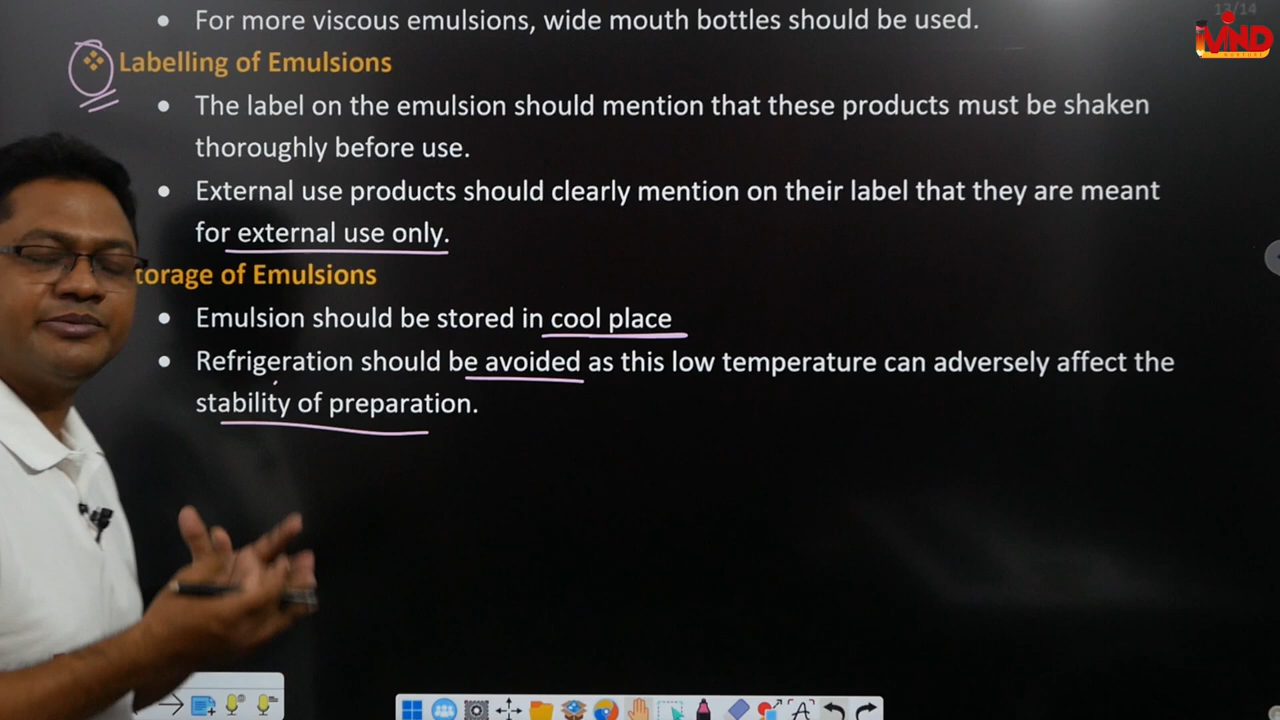 13/14
• For more viscous emulsions, wide mouth bottles should be used.
iMIND
❖ Labelling of Emulsions
• The label on the emulsion should mention that these products must be shaken
thoroughly before use.
• External use products should clearly mention on their label that they are meant
for external use only.
torage of Emulsions
• Emulsion should be stored in cool place
• Refrigeration should be avoided as this low temperature can adversely affect the
stability of preparation.